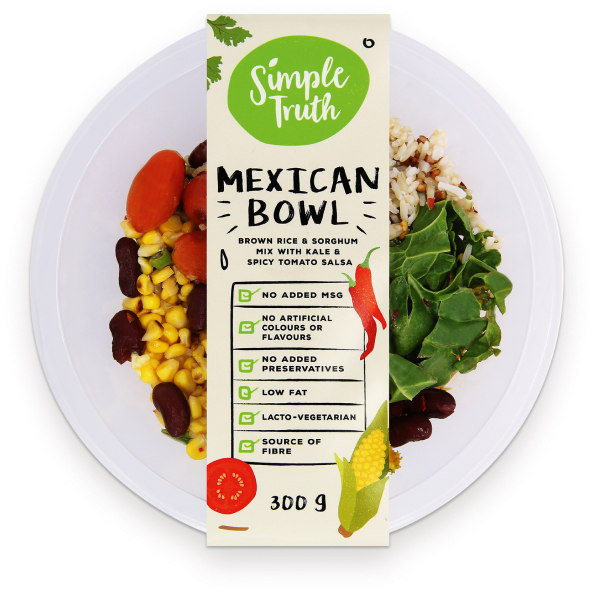 Simple
Truth
MEXICAN
BOWL
BROWN RICE & SORGHUM
MIX WITH KALE &
SPICY TOMATO SALSA
NO ADDED MSG
NO ARTIFICIAL
COLOURS OR
FLAVOURS
NO ADDED
PRESERVATIVES
LOW FAT
LACTO-VEGETARIAN
SOURCE OF
FIBRE
300 g